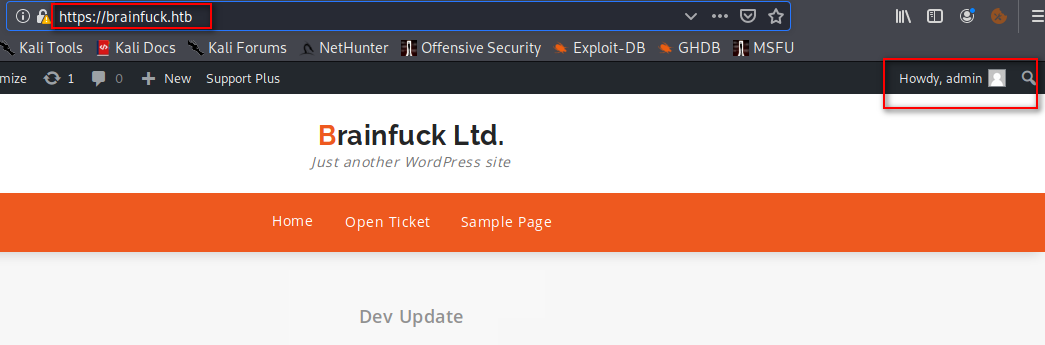 https://brainfuck.htb
Kali Tools Kali Docs Kali Forums NetHunter Offensive Security Exploit-DB GHDB MSFU
mize 1 0 New Support Plus Howdy, admin
Brainfuck Ltd.
Just another WordPress site
Home Open Ticket Sample Page
Dev Update